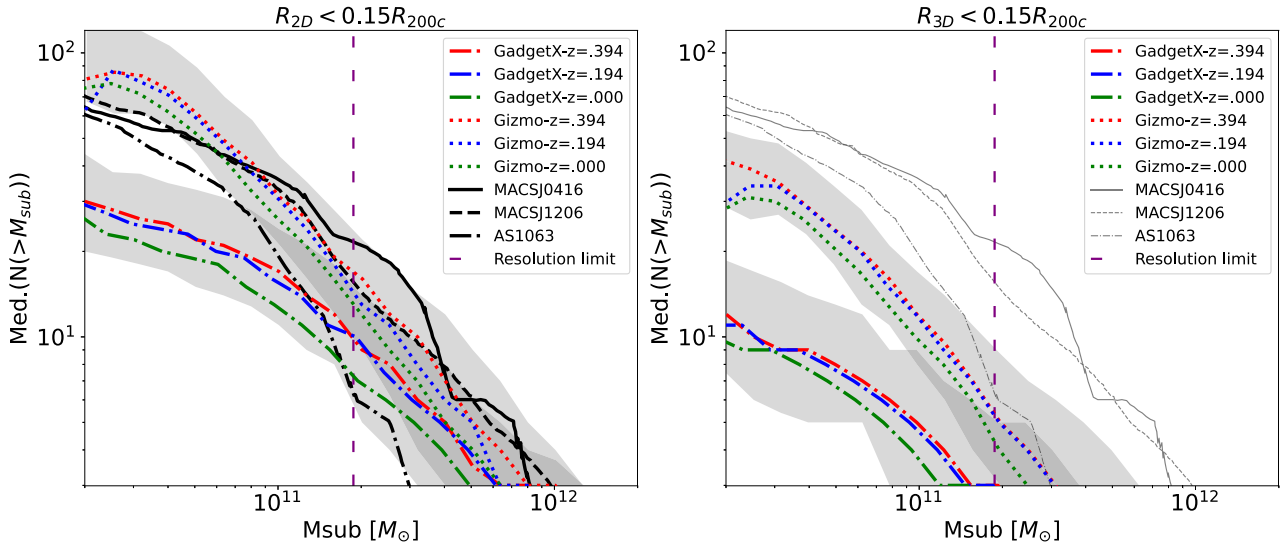 R2D < 0.15R200c
Med.(N(>Msub))
10²
10¹
GadgetX-z=.394
GadgetX-z=.194
GadgetX-z=.000
Gizmo-z=.394
Gizmo-z=.194
Gizmo-z=.000
MACSJ0416
MACSJ1206
AS1063
Resolution limit
10¹¹
10¹²
Msub [M⊙]
R3D < 0.15R200c
Med.(N(>Msub))
10²
10¹
GadgetX-z=.394
GadgetX-z=.194
GadgetX-z=.000
Gizmo-z=.394
Gizmo-z=.194
Gizmo-z=.000
MACSJ0416
MACSJ1206
AS1063
Resolution limit
10¹¹
10¹²
Msub [M⊙]